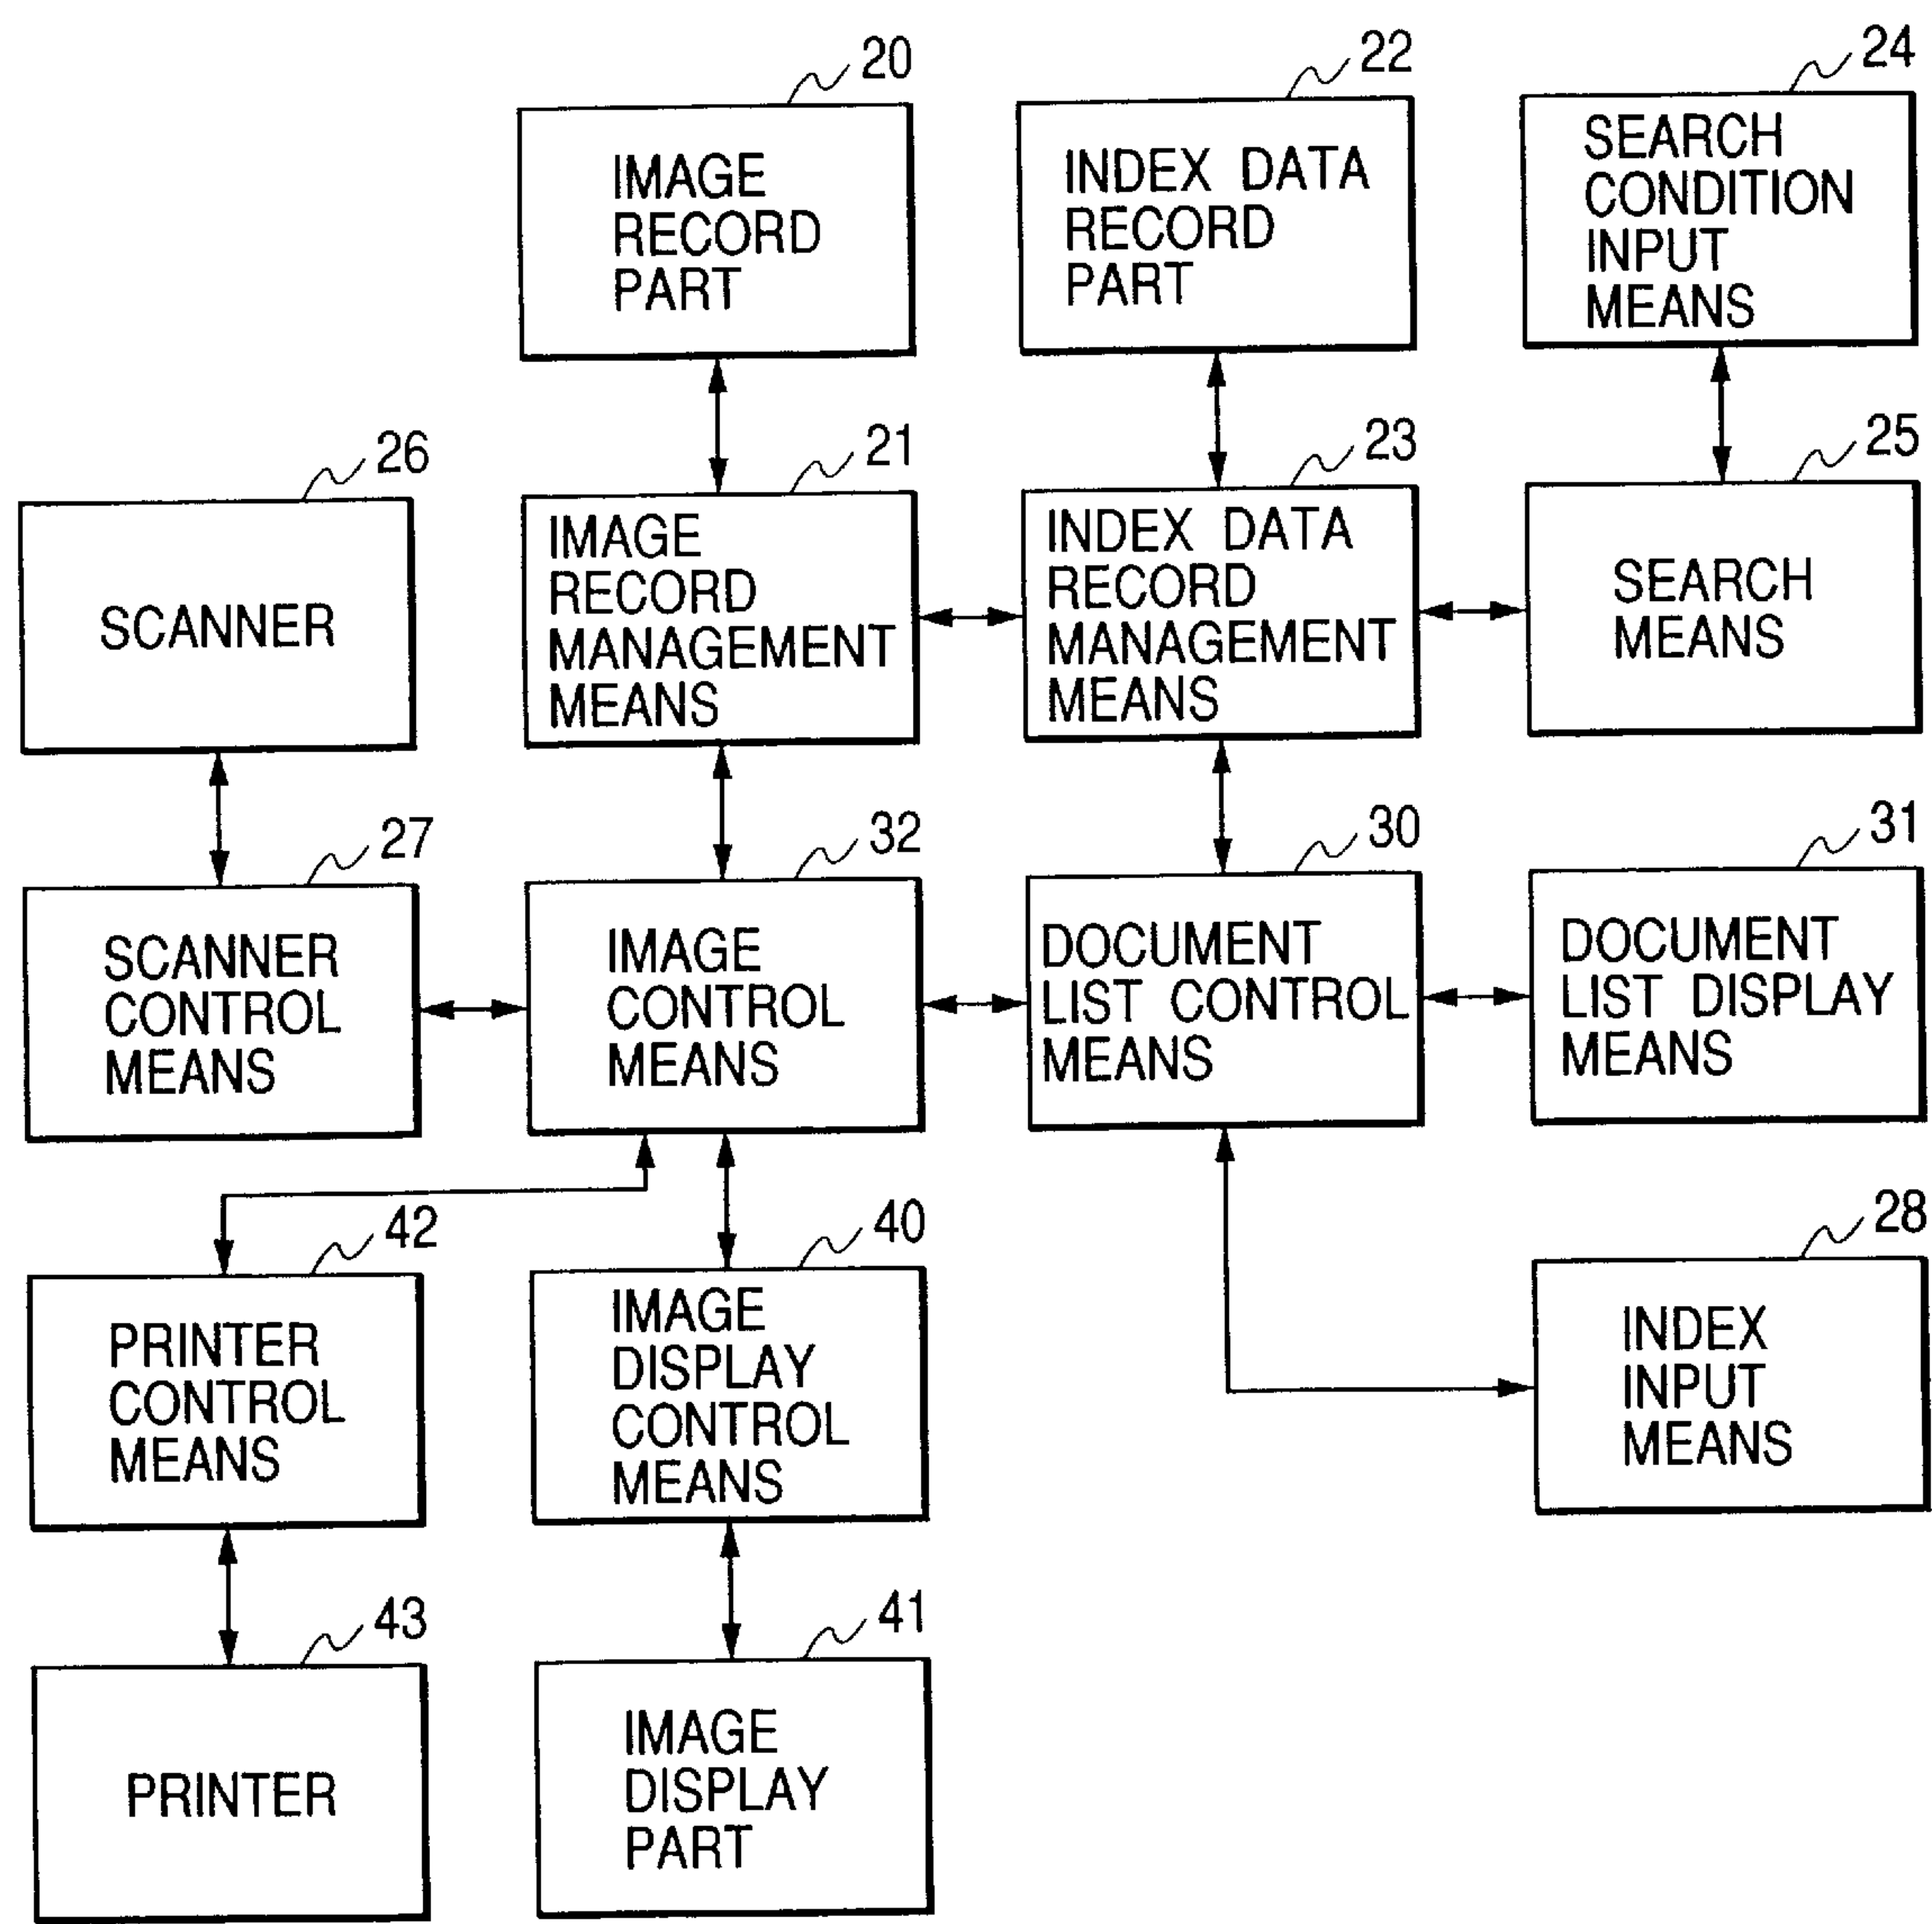 20
IMAGE
RECORD
PART
22
INDEX DATA
RECORD
PART
24
SEARCH
CONDITION
INPUT
MEANS
26
SCANNER
21
IMAGE
RECORD
MANAGEMENT
MEANS
23
INDEX DATA
RECORD
MANAGEMENT
MEANS
25
SEARCH
MEANS
27
SCANNER
CONTROL
MEANS
32
IMAGE
CONTROL
MEANS
30
DOCUMENT
LIST CONTROL
MEANS
31
DOCUMENT
LIST DISPLAY
MEANS
42
PRINTER
CONTROL
MEANS
40
IMAGE
DISPLAY
CONTROL
MEANS
28
INDEX
INPUT
MEANS
43
PRINTER
41
IMAGE
DISPLAY
PART